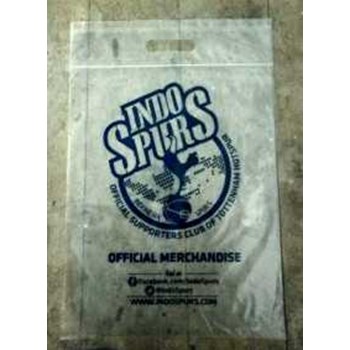 INDO
SPURS
OFFICIAL SUPPORTERS CLUB OF TOTTENHAM HOTSPUR
OFFICIAL MERCHANDISE
Facebook.com/IndoSpurs
@IndoSpurs
WWW.INDOSPURS.COM